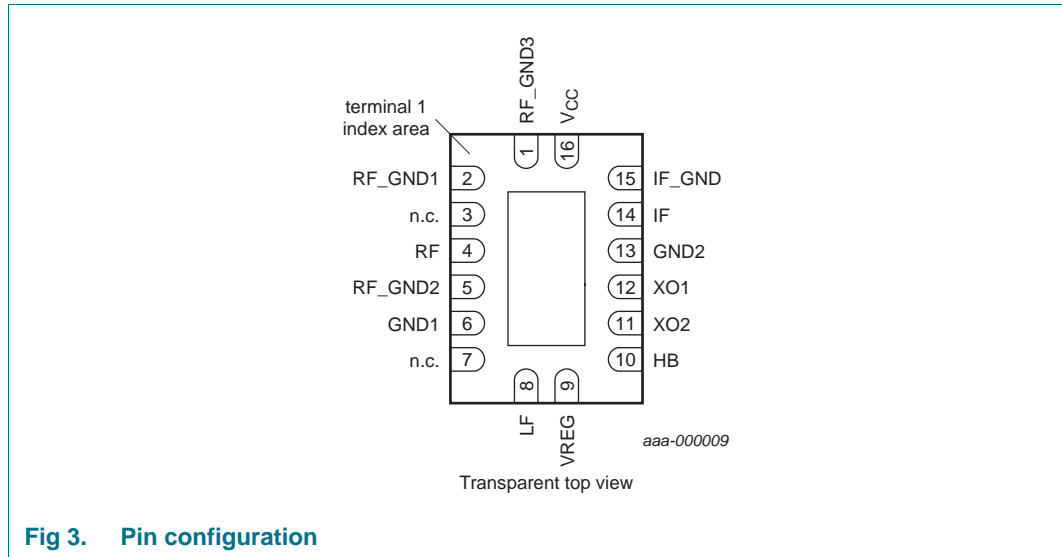 RF_GND3
VCC
terminal 1
index area
1
16
RF_GND1 2
15 IF_GND
n.c. 3
14 IF
RF 4
13 GND2
RF_GND2 5
12 XO1
GND1 6
11 XO2
n.c. 7
10 HB
8
9
LF
VREG
aaa-000009
Transparent top view
Fig 3. Pin configuration